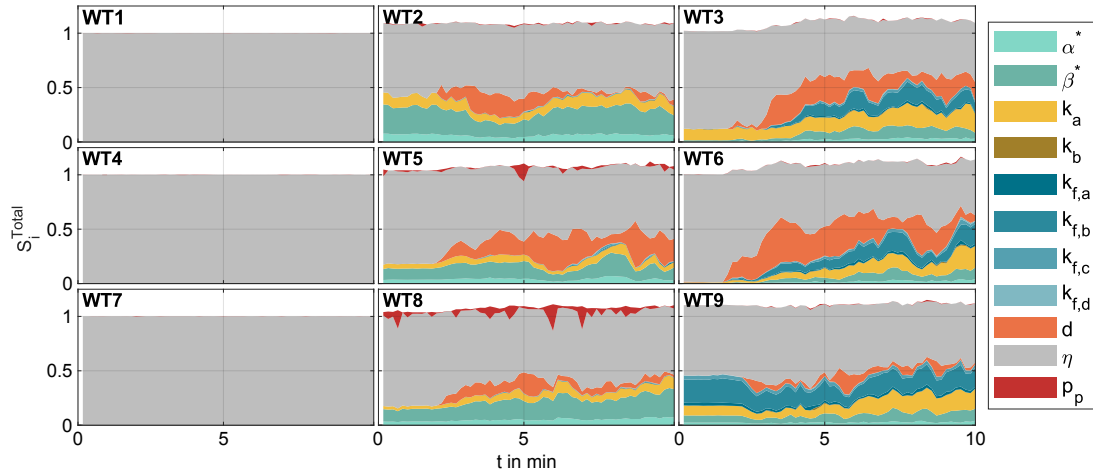 WT1
WT2
WT3
1
0.5
0
WT4
WT5
WT6
S_i^Total
1
0.5
0
WT7
WT8
WT9
1
0.5
0
0
5
0
5
0
5
10
t in min
α*
β*
k_a
k_b
k_f,a
k_f,b
k_f,c
k_f,d
d
η
p_p